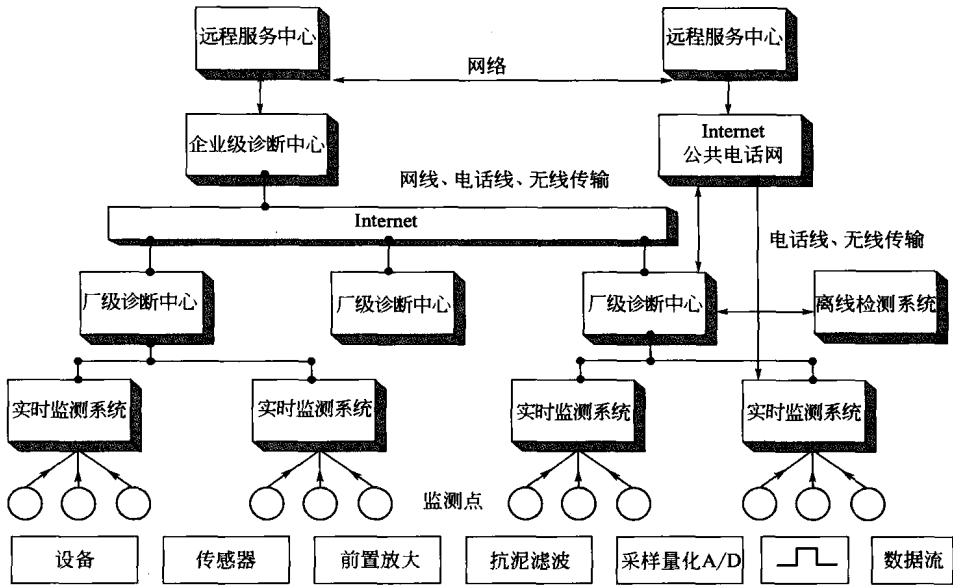 远程服务中心
远程服务中心
网络
企业级诊断中心
Internet
公共电话网
网线、电话线、无线传输
Internet
电话线、无线传输
厂级诊断中心
厂级诊断中心
厂级诊断中心
离线检测系统
实时监测系统
实时监测系统
实时监测系统
实时监测系统
监测点
设备
传感器
前置放大
抗泥滤波
采样量化A/D
数据流